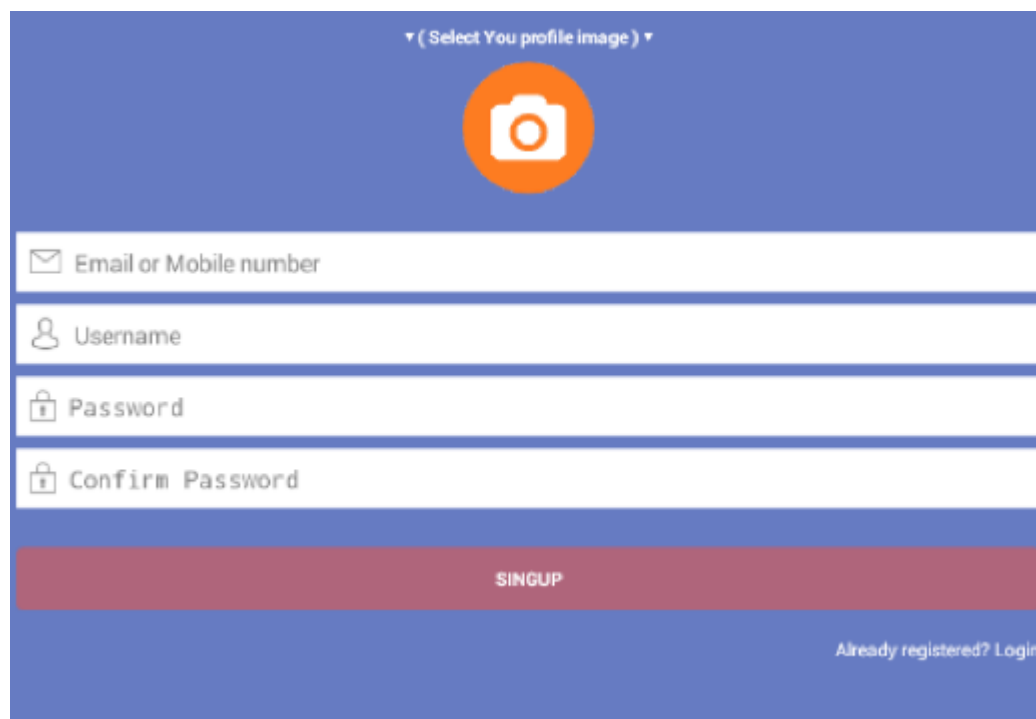 ▾ ( Select You profile image ) ▾
Email or Mobile number
Username
Password
Confirm Password
SINGUP
Already registered? Login